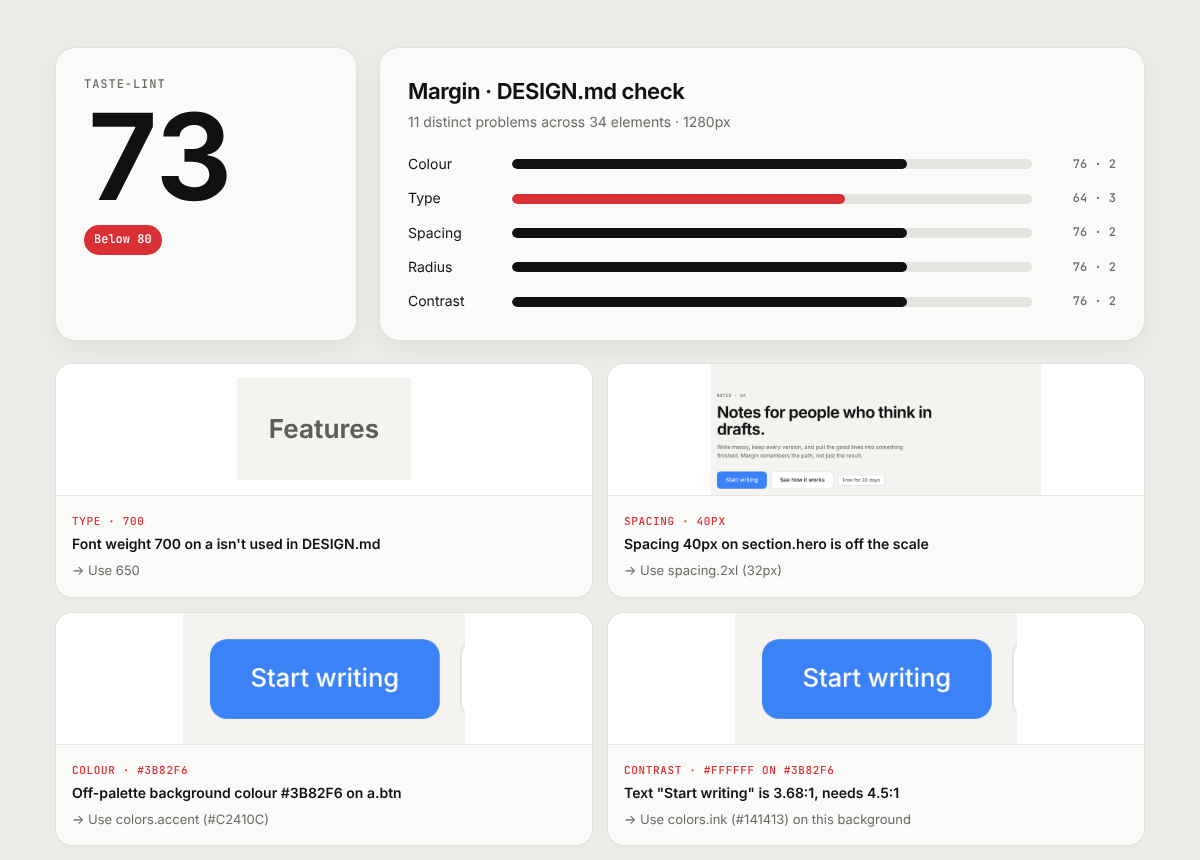 TASTE-LINT
73
Below 80
Margin · DESIGN.md check
11 distinct problems across 34 elements · 1280px
Colour 76 · 2
Type 64 · 3
Spacing 76 · 2
Radius 76 · 2
Contrast 76 · 2
Features
TYPE · 700
Font weight 700 on a isn't used in DESIGN.md
→ Use 650
NOTES · V4
Notes for people who think in
drafts.
Write messy, keep every version, and pull the good lines into something
finished. Margin remembers the path, not just the result.
Start writing See how it works Free for 30 days
SPACING · 40PX
Spacing 40px on section.hero is off the scale
→ Use spacing.2xl (32px)
Start writing
COLOUR · #3B82F6
Off-palette background colour #3B82F6 on a.btn
→ Use colors.accent (#C2410C)
Start writing
CONTRAST · #FFFFFF ON #3B82F6
Text "Start writing" is 3.68:1, needs 4.5:1
→ Use colors.ink (#141413) on this background